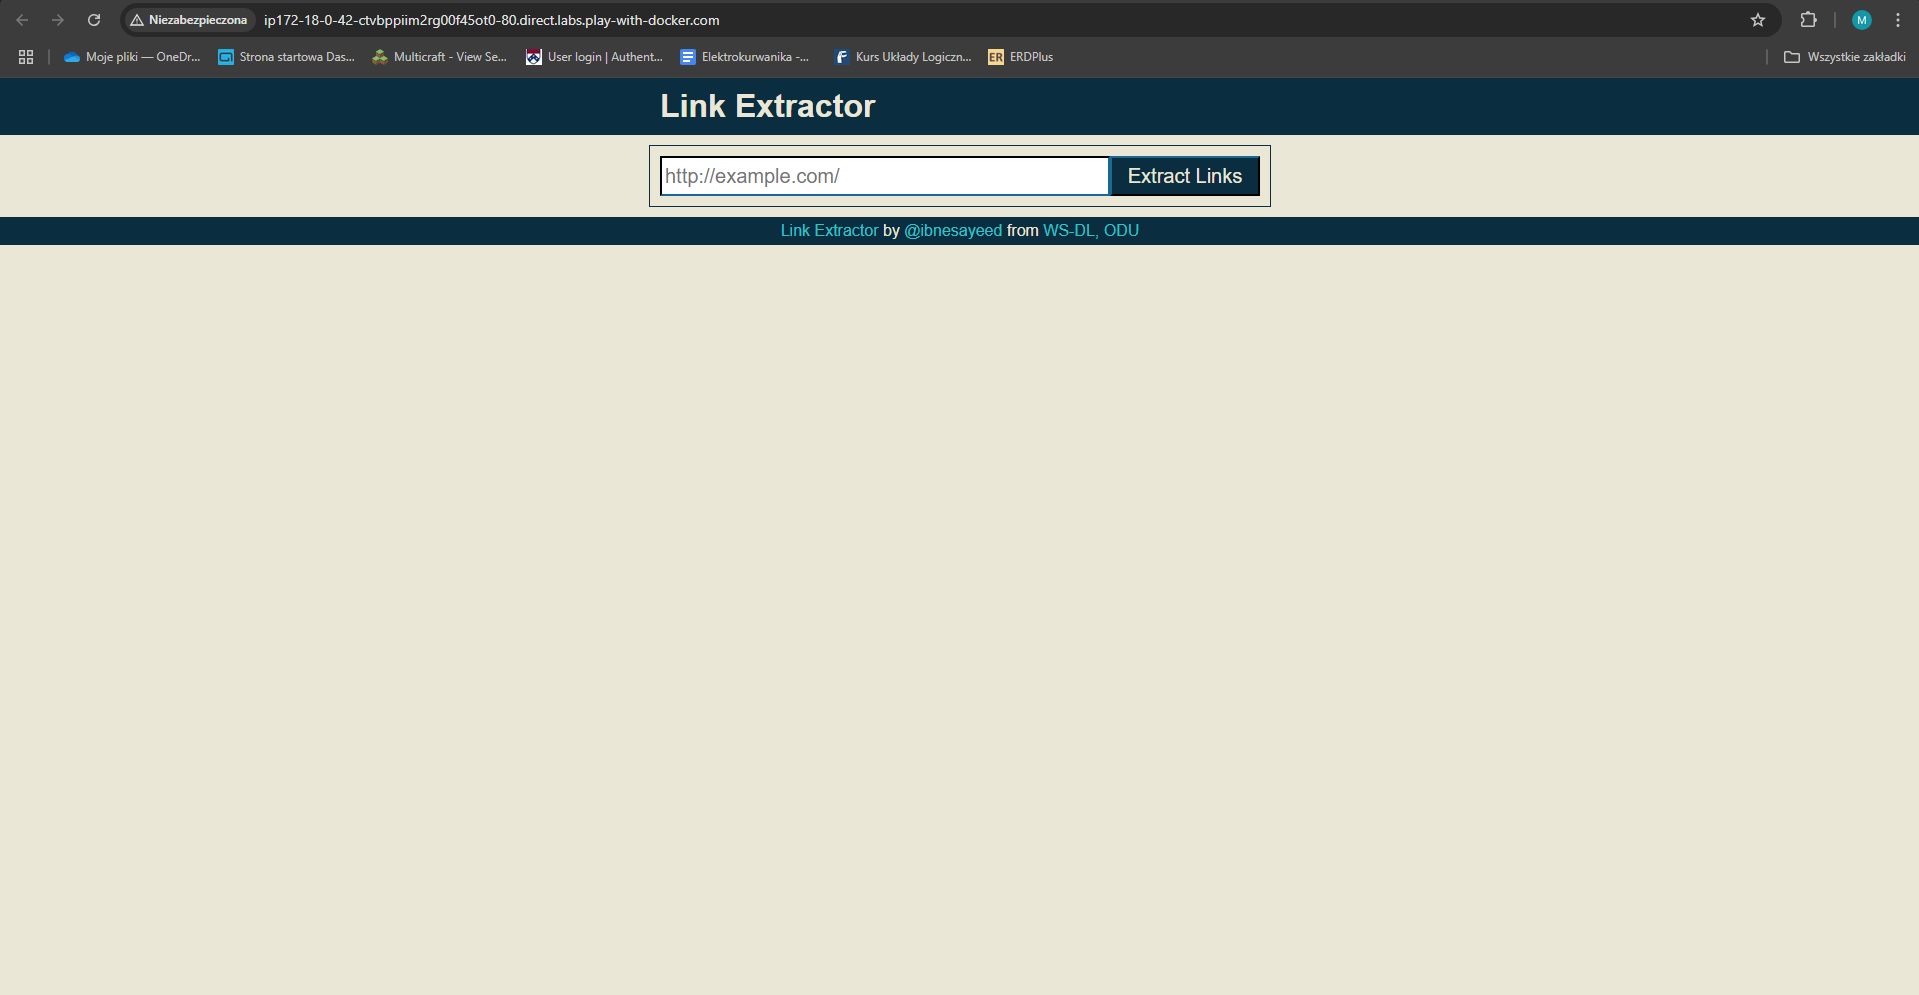 Niezabezpieczona ip172-18-0-42-ctvbppiim2rg00f45ot0-80.direct.labs.play-with-docker.com M
Moje pliki — OneDr... Strona startowa Das... Multicraft - View Se... User login | Authent... Elektrokurwanika -... Kurs Układy Logiczn... ER ERDPlus Wszystkie zakładki
Link Extractor
http://example.com/ Extract Links
Link Extractor by @ibnesayeed from WS-DL, ODU